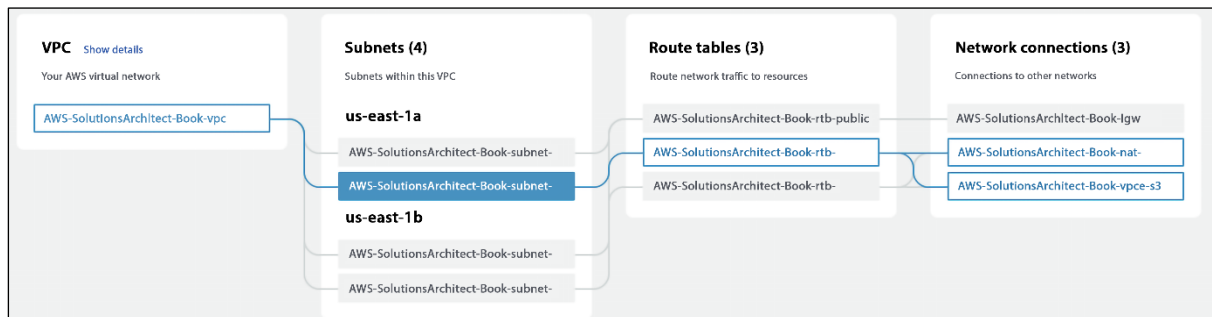 VPC Show details
Your AWS virtual network
AWS-SolutionsArchitect-Book-vpc
Subnets (4)
Subnets within this VPC
us-east-1a
AWS-SolutionsArchitect-Book-subnet-
AWS-SolutionsArchitect-Book-subnet-
us-east-1b
AWS-SolutionsArchitect-Book-subnet-
AWS-SolutionsArchitect-Book-subnet-
Route tables (3)
Route network traffic to resources
AWS-SolutionsArchitect-Book-rtb-public
AWS-SolutionsArchitect-Book-rtb-
AWS-SolutionsArchitect-Book-rtb-
Network connections (3)
Connections to other networks
AWS-SolutionsArchitect-Book-igw
AWS-SolutionsArchitect-Book-nat-
AWS-SolutionsArchitect-Book-vpce-s3